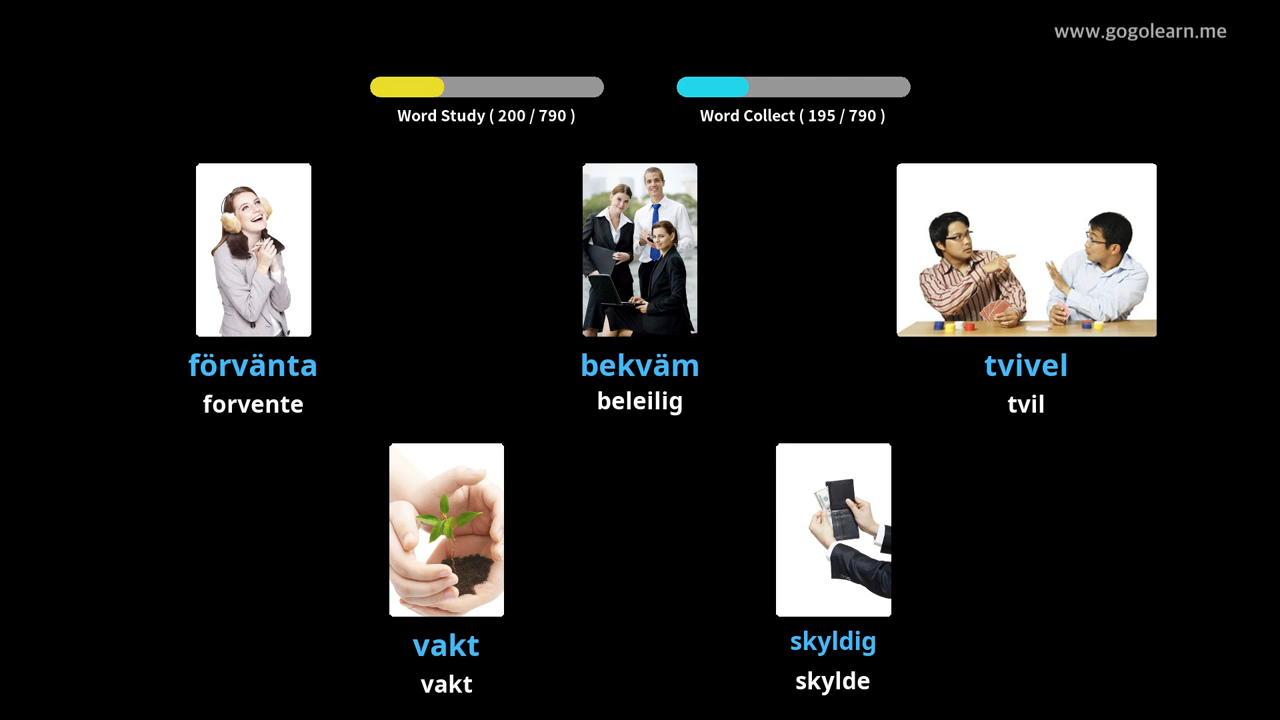 www.gogolearn.me
Word Study ( 200 / 790 )
Word Collect ( 195 / 790 )
förvänta
forvente
bekväm
beleilig
tvivel
tvil
vakt
vakt
skyldig
skylde